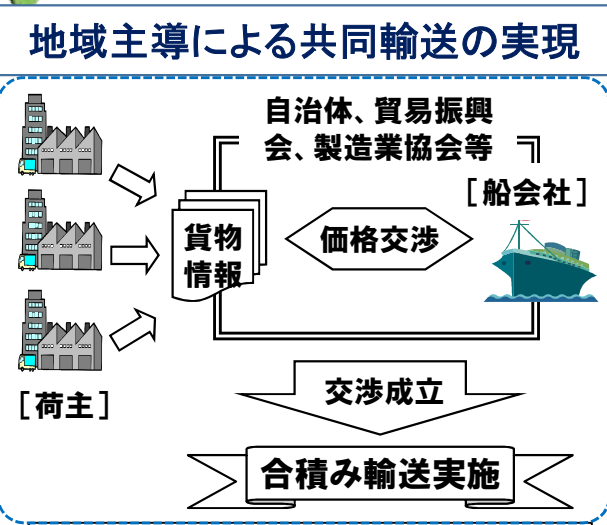 地域主導による共同輸送の実現
自治体、貿易振興
会、製造業協会等
[船会社]
貨物
情報
価格交渉
[荷主]
交渉成立
合積み輸送実施